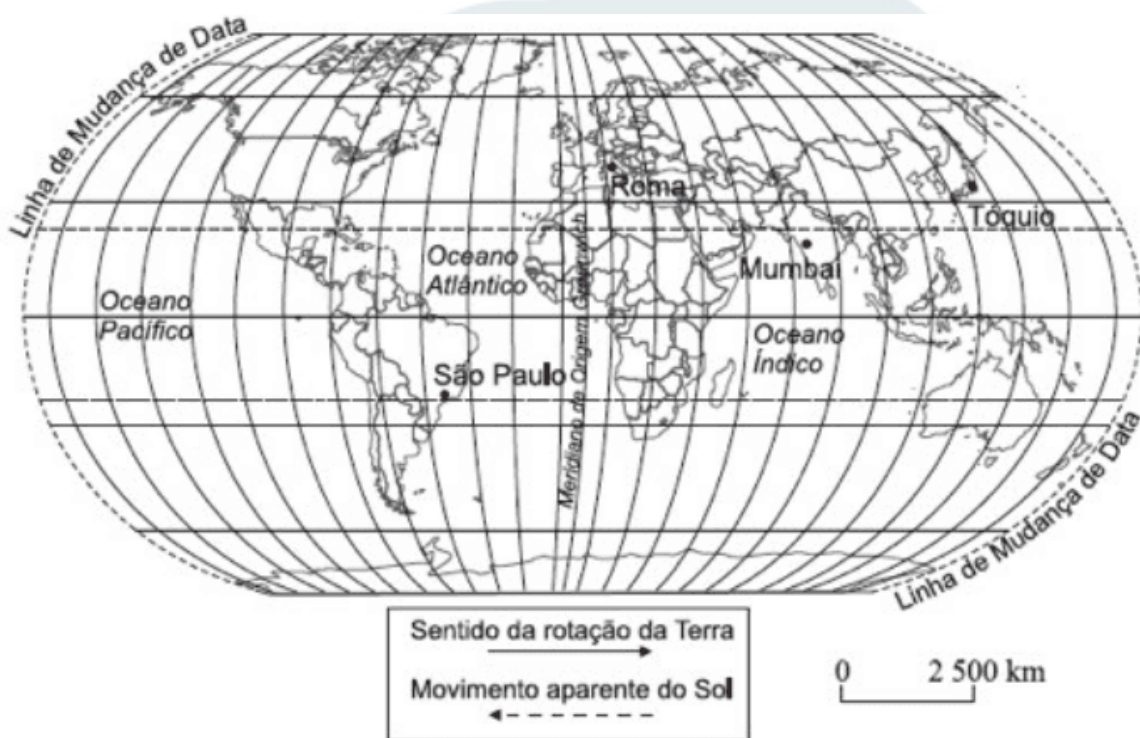 Linha de Mudança de Data
Roma
Tóquio
Oceano
Atlântico
Mumbai
Oceano
Pacífico
Meridiano de Origem Greenwich
Oceano
Índico
São Paulo
Linha de Mudança de Data
Sentido da rotação da Terra
Movimento aparente do Sol
0 2 500 km